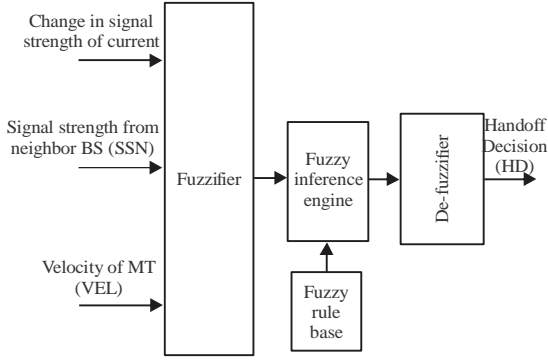 Change in signal
strength of current
Signal strength from
neighbor BS (SSN)
Velocity of MT
(VEL)
Fuzzifier
Fuzzy
inference
engine
Fuzzy
rule
base
De-fuzzifier
Handoff
Decision
(HD)